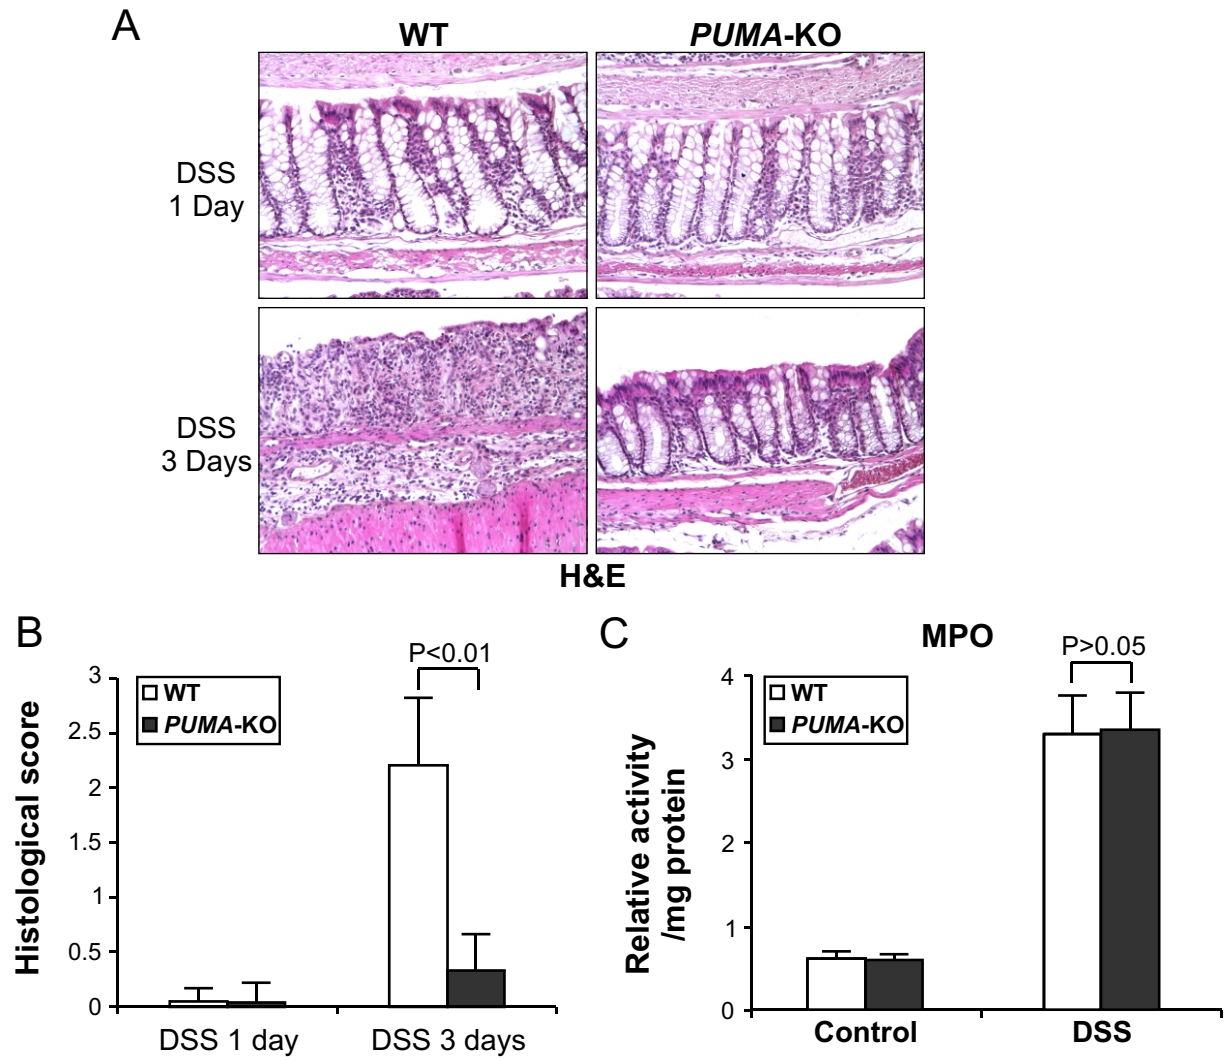 A
WT
PUMA-KO
DSS
1 Day
DSS
3 Days
H&E
B
P<0.01
3
2.5
2
1.5
1
0.5
0
Histological score
WT
PUMA-KO
DSS 1 day
DSS 3 days
C
MPO
P>0.05
4
3
2
1
0
Relative activity
/mg protein
WT
PUMA-KO
Control
DSS